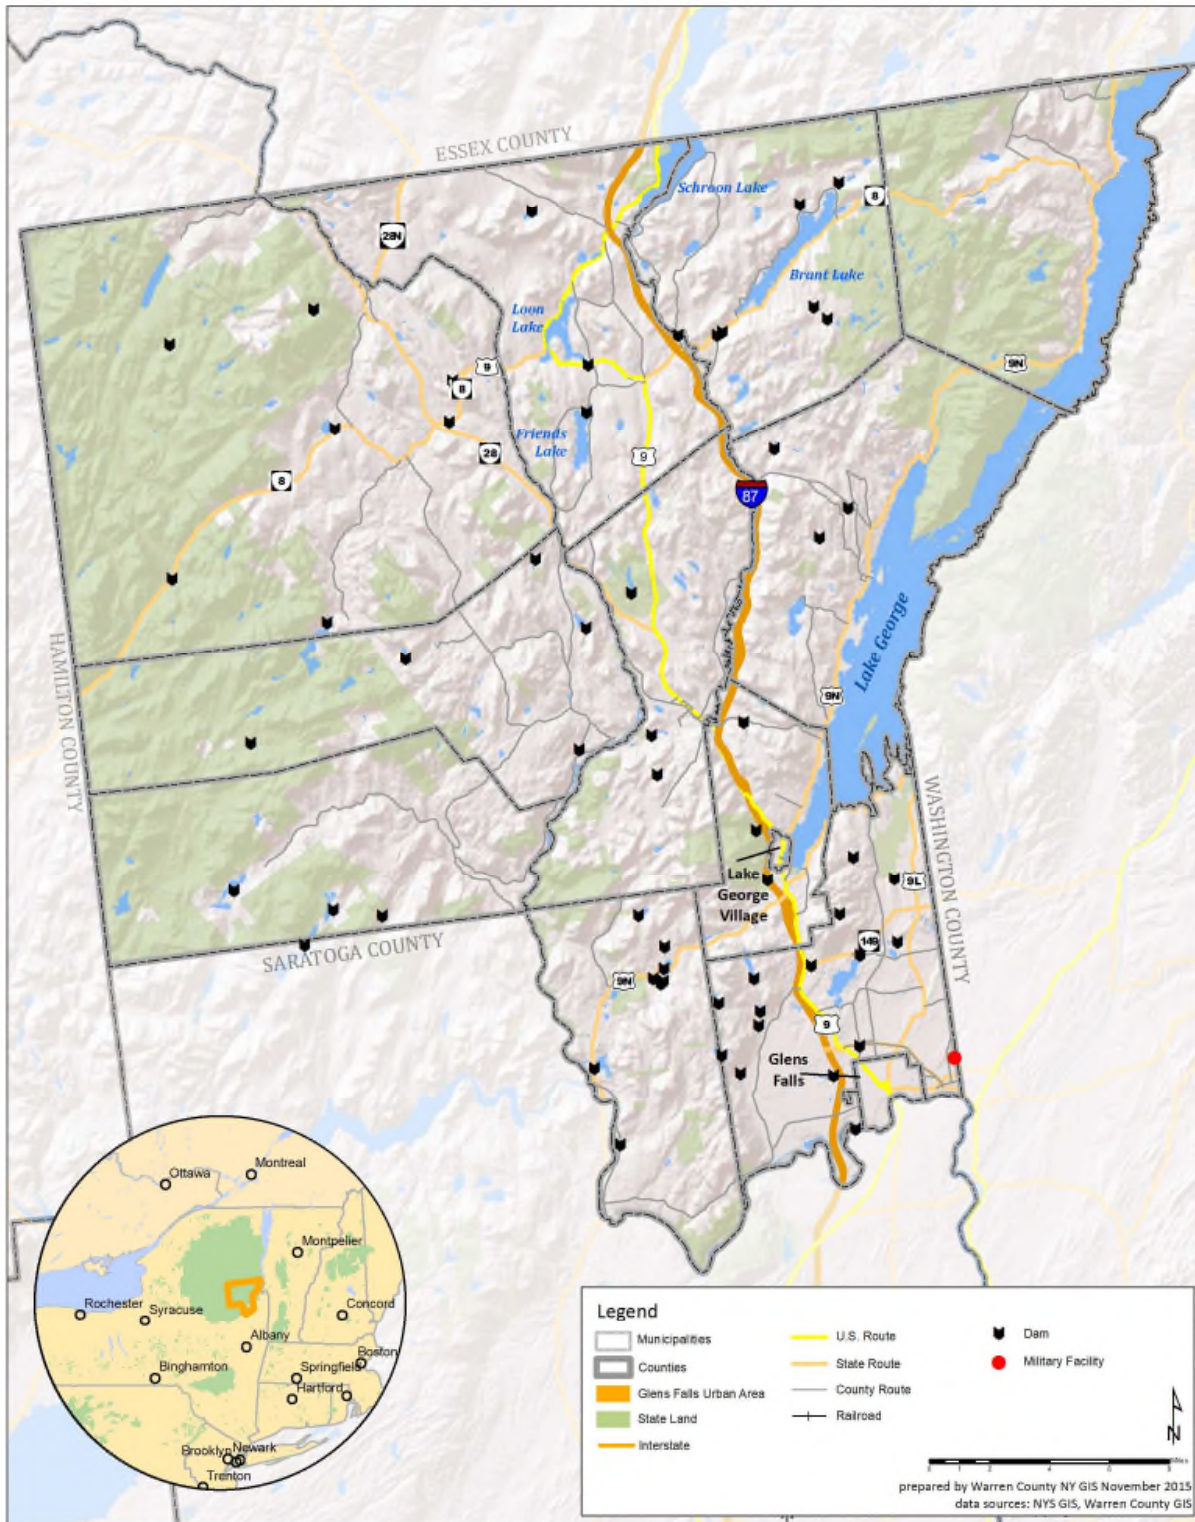 ESSEX COUNTY
Schroon Lake
8
28N
Brant Lake
Loon
Lake
9
8
9N
Friends
Lake
28
9
8
87
HAMILTON COUNTY
Lake George
9N
WASHINGTON COUNTY
Lake
George
Village
9L
SARATOGA COUNTY
149
9N
9
Glens
Falls
Ottawa
Montreal
Montpelier
Rochester
Syracuse
Concord
Albany
Boston
Binghamton
Springfield
Hartford
Brooklyn
Newark
Trenton
Legend
Municipalities
Counties
Glens Falls Urban Area
State Land
Interstate
U.S. Route
State Route
County Route
Railroad
Dam
Military Facility
N
prepared by Warren County NY GIS November 2015
data sources: NYS GIS, Warren County GIS